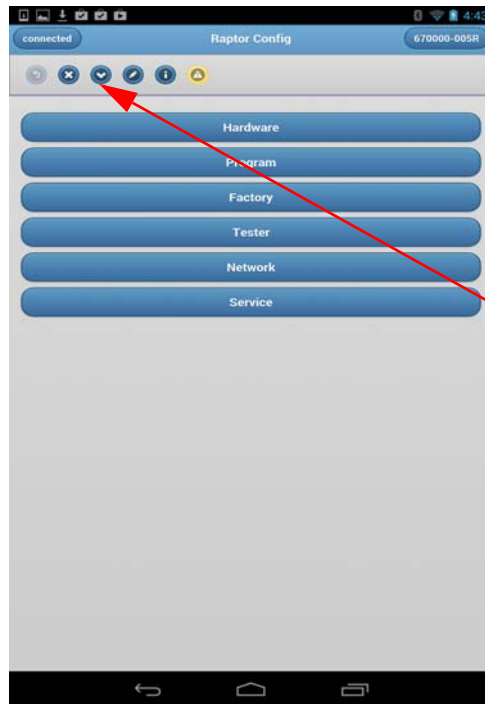 4:43
connected Raptor Config 670000-005R
Hardware
Program
Factory
Tester
Network
Service